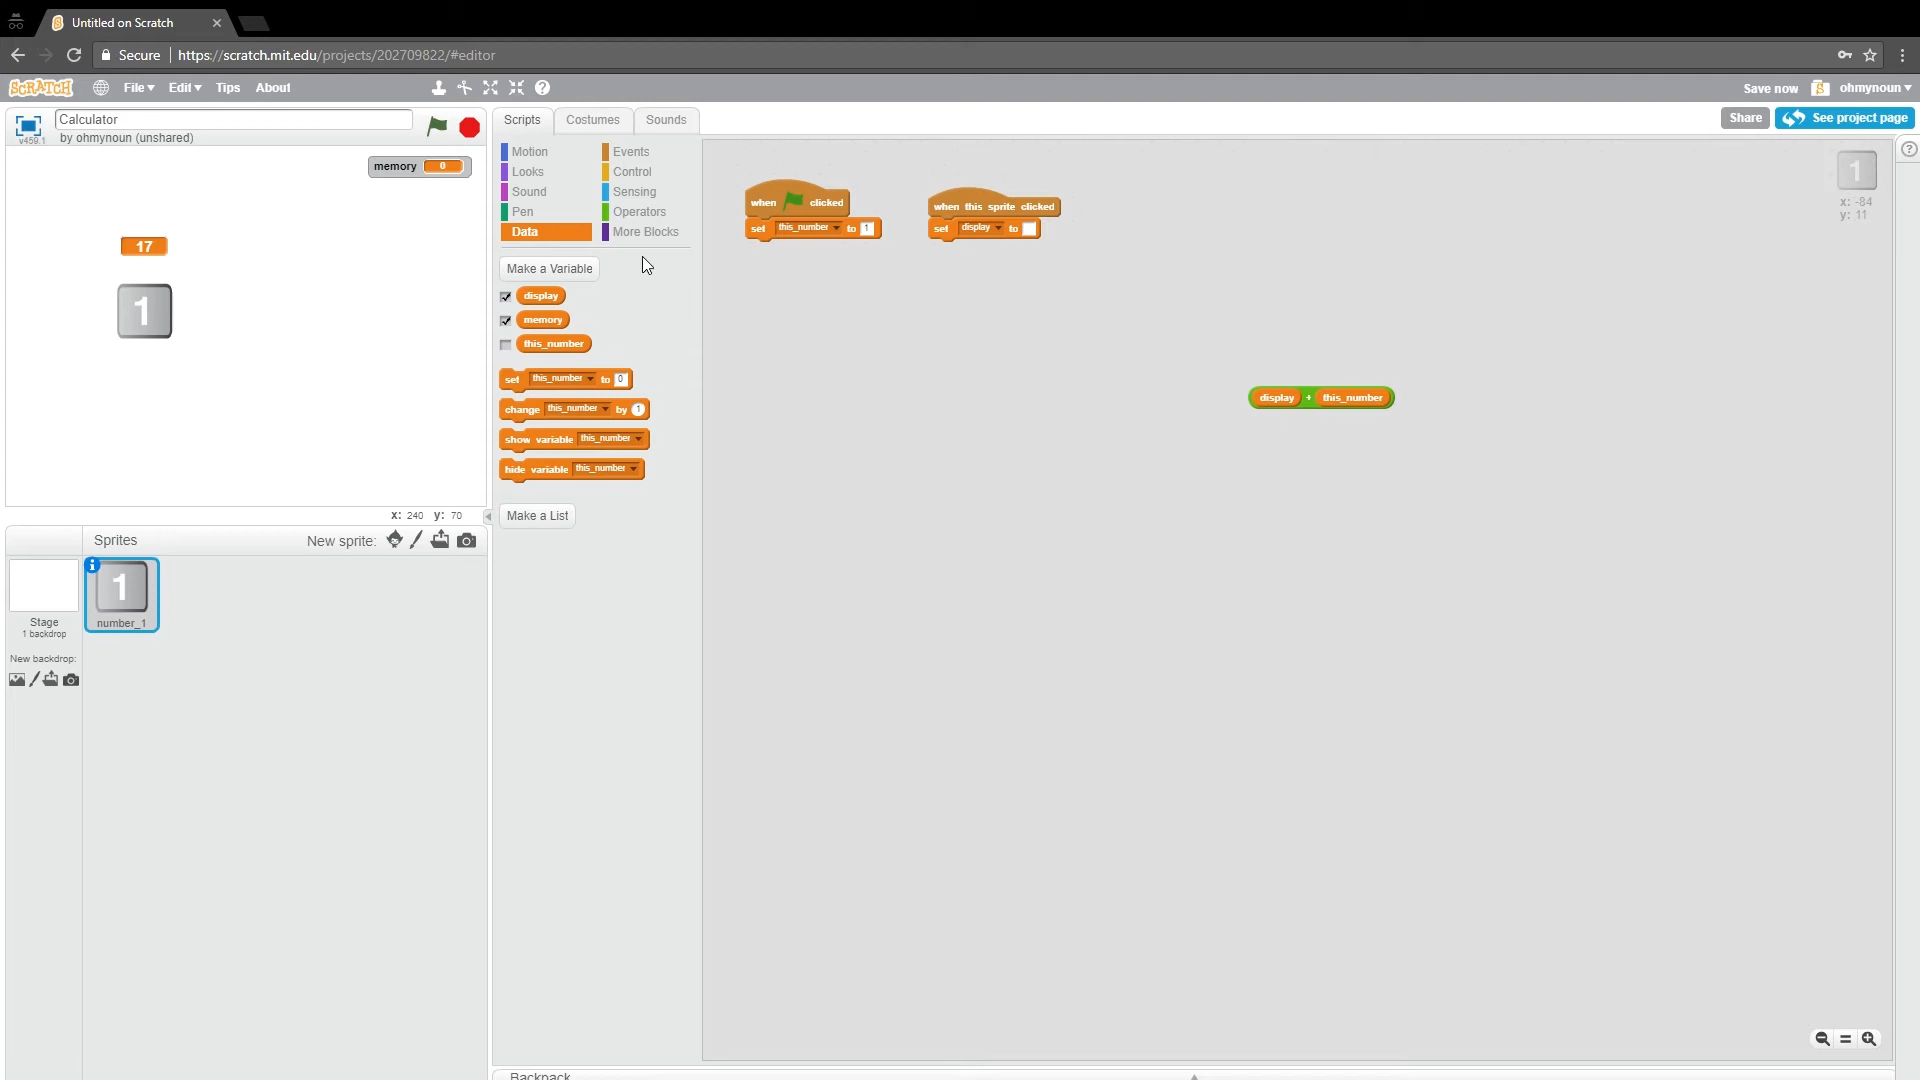 Untitled on Scratch
Secure
https://scratch.mit.edu/projects/202709822/#editor
SCRATCH
File
Edit
Tips
About
Save now
ohmynoun
v459.1
Calculator
by ohmynoun (unshared)
Scripts
Costumes
Sounds
Share
See project page
memory 0
17
1
x: 240 y: 70
Motion
Events
Looks
Control
Sound
Sensing
Pen
Operators
Data
More Blocks
Make a Variable
display
memory
this_number
set this_number to 0
change this_number by 1
show variable this_number
hide variable this_number
Make a List
when clicked
set this_number to 1
when this sprite clicked
set display to
display + this_number
1
x: -84
y: 11
Sprites
New sprite:
Stage
1 backdrop
New backdrop:
1
number_1
Backpack